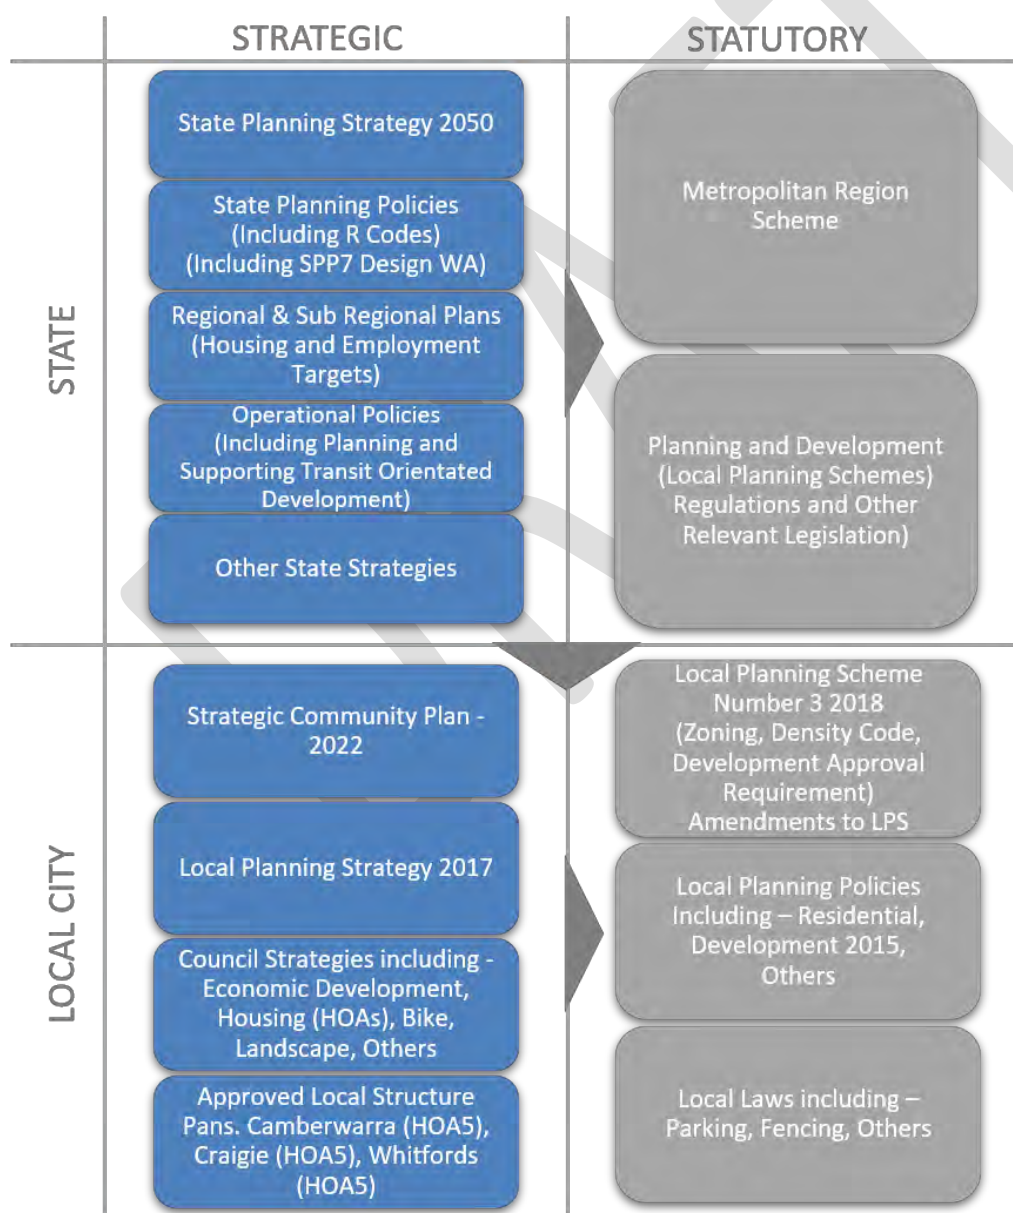 STRATEGIC
STATUTORY
STATE
State Planning Strategy 2050
State Planning Policies
(Including R Codes)
(Including SPP7 Design WA)
Regional & Sub Regional Plans
(Housing and Employment
Targets)
Operational Policies
(Including Planning and
Supporting Transit Orientated
Development)
Other State Strategies
Metropolitan Region
Scheme
Planning and Development
(Local Planning Schemes)
Regulations and Other
Relevant Legislation)
LOCAL CITY
Strategic Community Plan -
2022
Local Planning Strategy 2017
Council Strategies including -
Economic Development,
Housing (HOAs), Bike,
Landscape, Others
Approved Local Structure
Pans. Camberwarra (HOA5),
Craigie (HOA5), Whitfords
(HOA5)
Local Planning Scheme
Number 3 2018
(Zoning, Density Code,
Development Approval
Requirement)
Amendments to LPS
Local Planning Policies
Including – Residential,
Development 2015,
Others
Local Laws including –
Parking, Fencing, Others